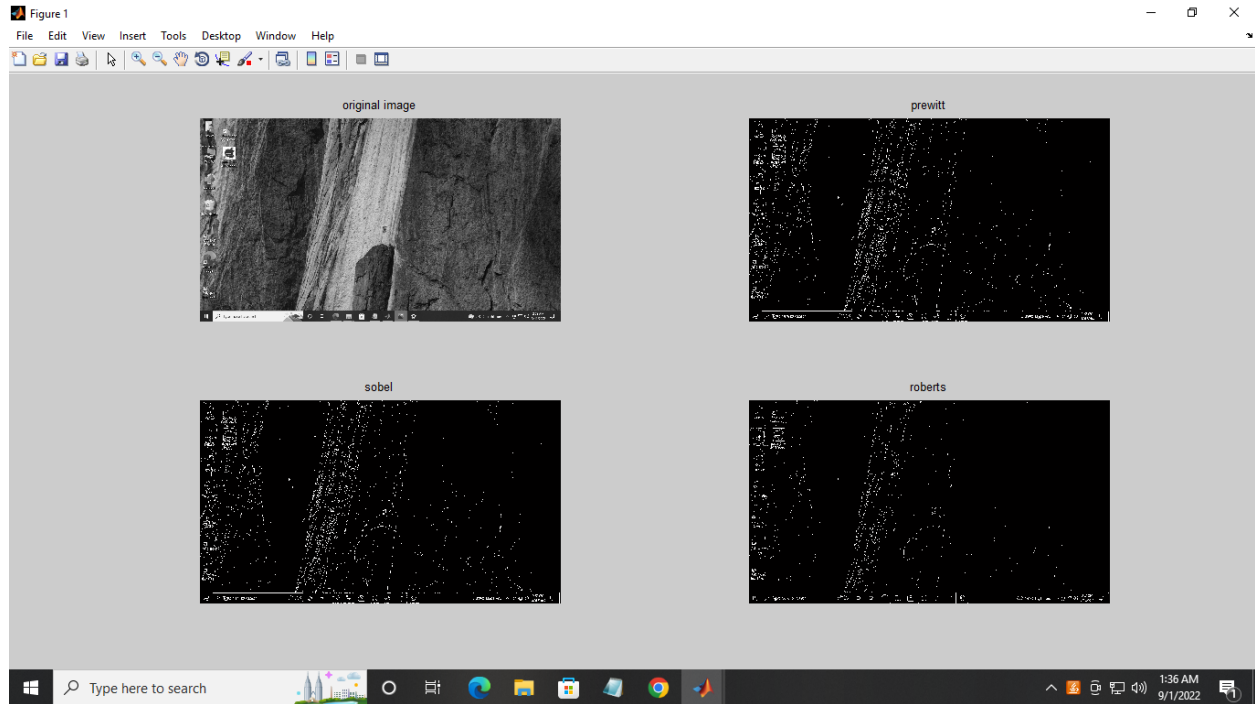 Figure 1
File Edit View Insert Tools Desktop Window Help
original image
prewitt
sobel
roberts
Type here to search
1:36 AM
9/1/2022
1